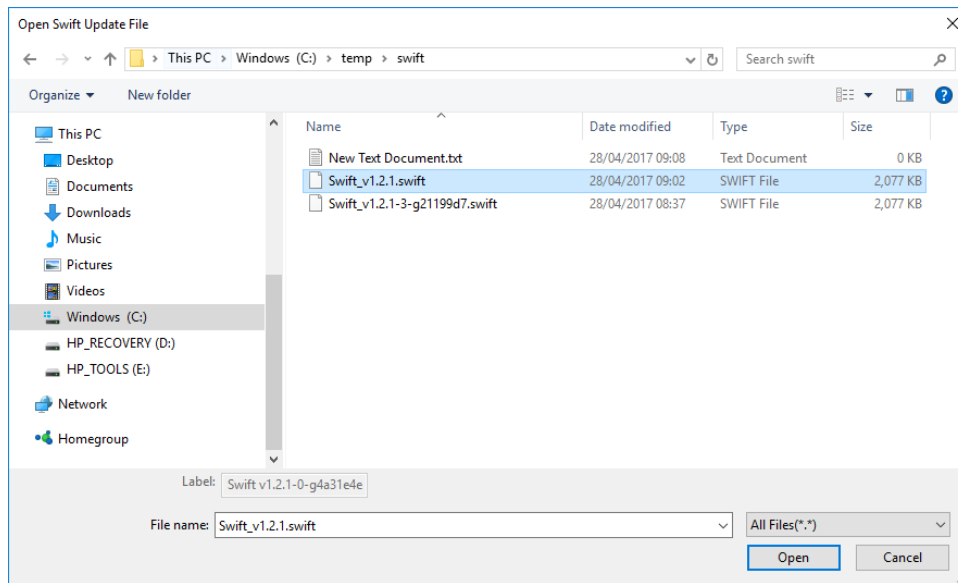 Open Swift Update File
This PC Windows (C:) temp swift
Search swift
Organize New folder
Name Date modified Type Size
This PC
Desktop
Documents
Downloads
Music
Pictures
Videos
Windows (C:)
HP_RECOVERY (D:)
HP_TOOLS (E:)
Network
Homegroup
New Text Document.txt 28/04/2017 09:08 Text Document 0 KB
Swift_v1.2.1.swift 28/04/2017 09:02 SWIFT File 2,077 KB
Swift_v1.2.1-3-g21199d7.swift 28/04/2017 08:37 SWIFT File 2,077 KB
Label: Swift v1.2.1-0-g4a31e4e
File name: Swift_v1.2.1.swift All Files(*.*)
Open Cancel